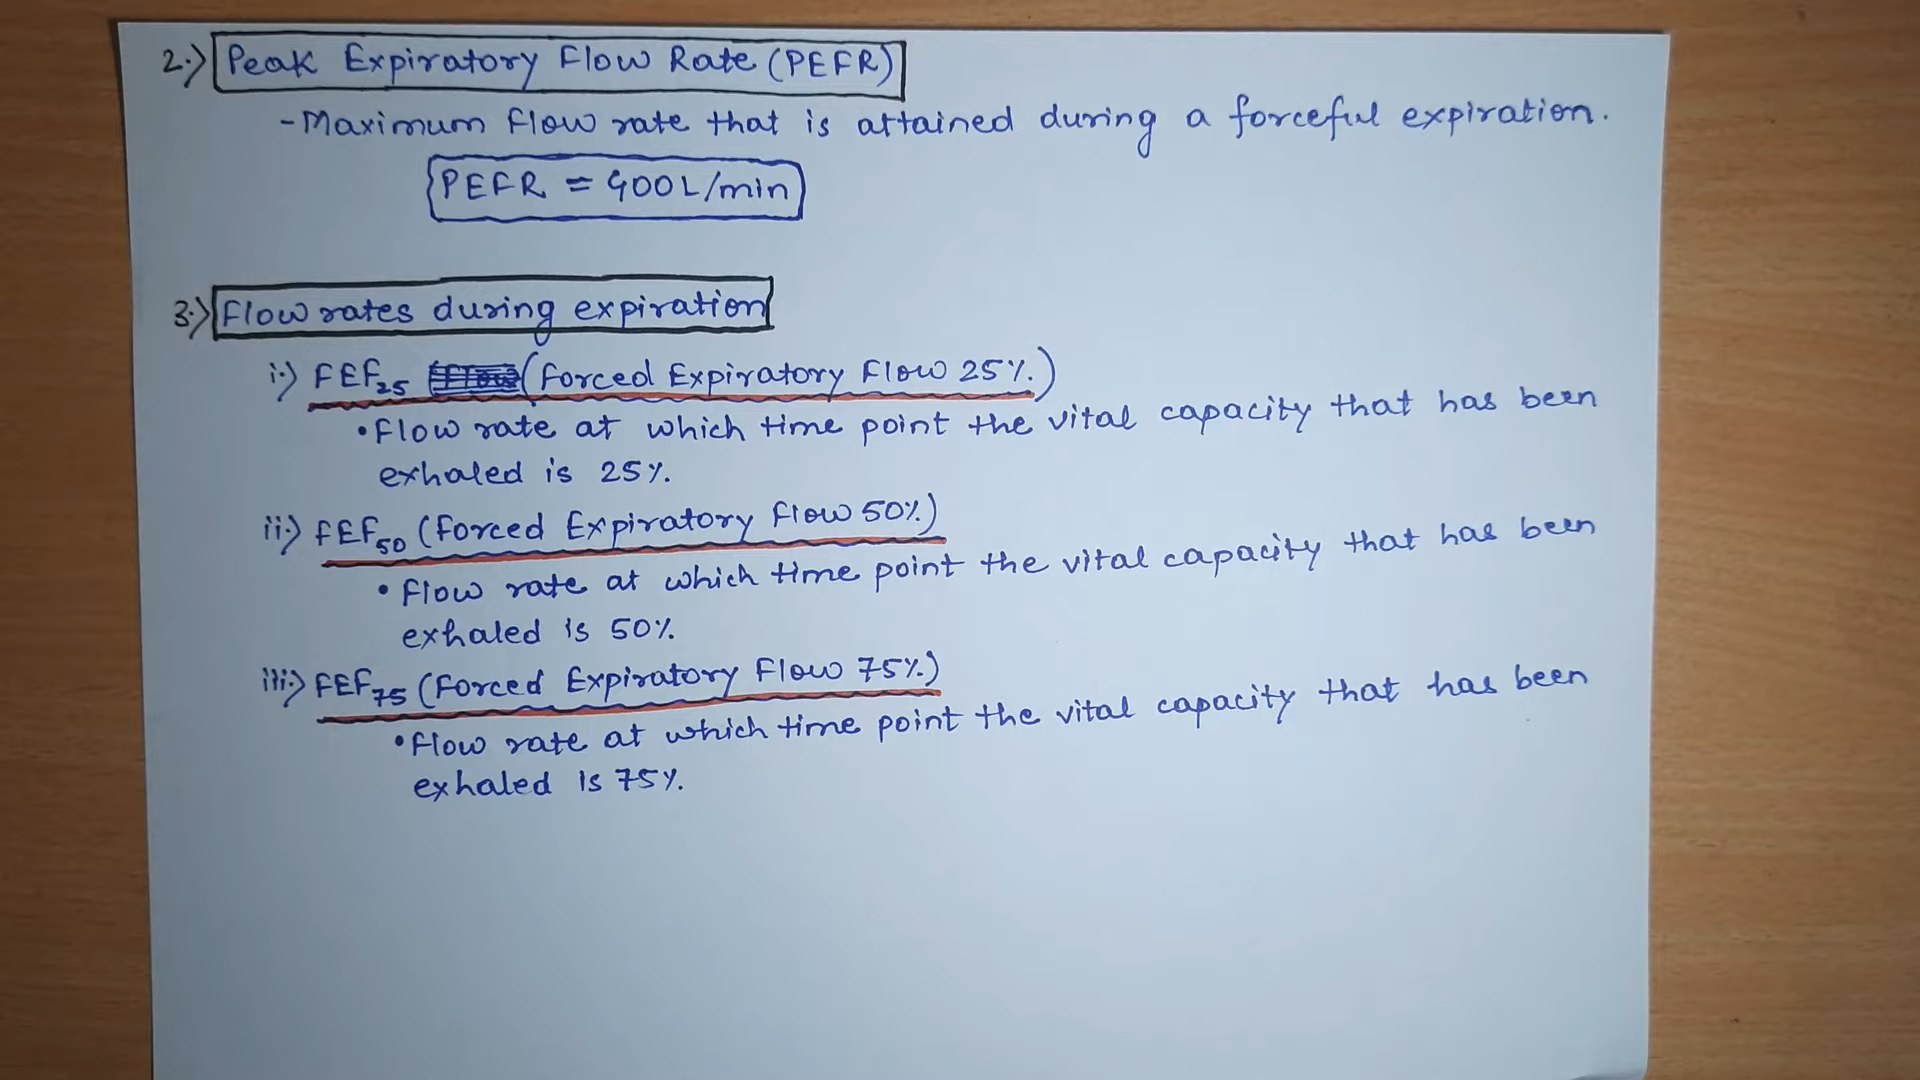 2.) Peak Expiratory Flow Rate (PEFR)
- Maximum flow rate that is attained during a forceful expiration.
PEFR = 400L/min
3.) Flow rates during expiration
i.) FEF25 (Forced Expiratory Flow 25%.)
• Flow rate at which time point the vital capacity that has been
exhaled is 25%.
ii.) FEF50 (Forced Expiratory Flow 50%.)
• Flow rate at which time point the vital capacity that has been
exhaled is 50%.
iii.) FEF75 (Forced Expiratory Flow 75%.)
• Flow rate at which time point the vital capacity that has been
exhaled is 75%.